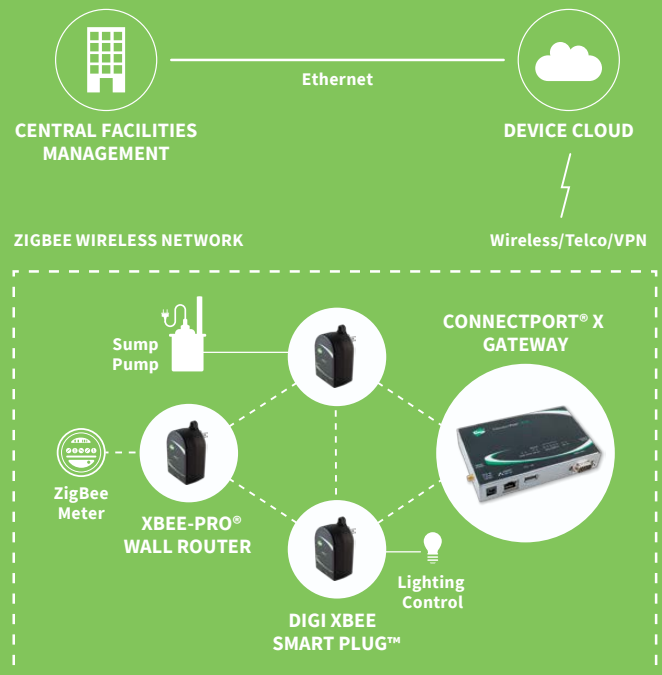 Ethernet
CENTRAL FACILITIES
MANAGEMENT
DEVICE CLOUD
ZIGBEE WIRELESS NETWORK
Wireless/Telco/VPN
CONNECTPORT® X
GATEWAY
Sump
Pump
ZigBee
Meter
XBEE-PRO®
WALL ROUTER
Lighting
Control
DIGI XBEE
SMART PLUG™